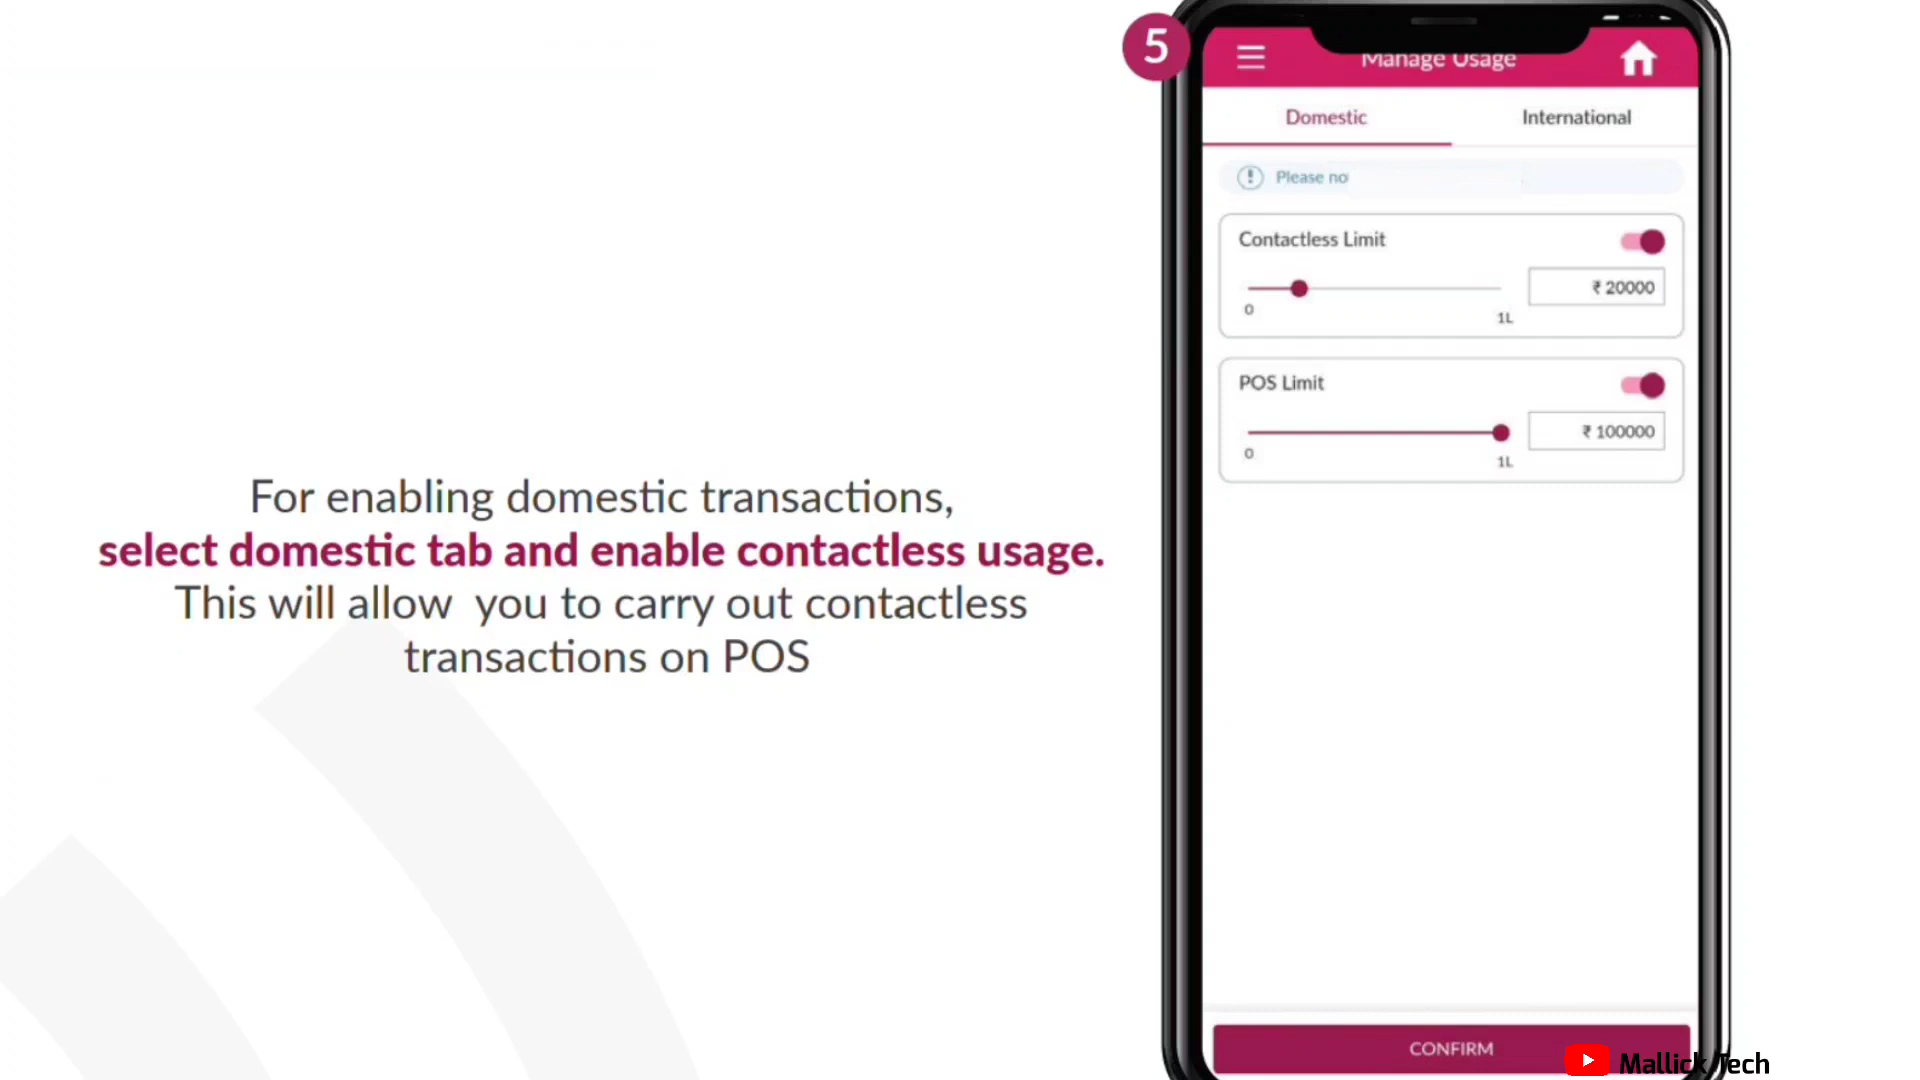 5
Manage Usage
Domestic
International
Please no
Contactless Limit
₹ 20000
0
1L
POS Limit
₹ 100000
0
1L
For enabling domestic transactions,
select domestic tab and enable contactless usage.
This will allow you to carry out contactless
transactions on POS
CONFIRM
Mallick Tech